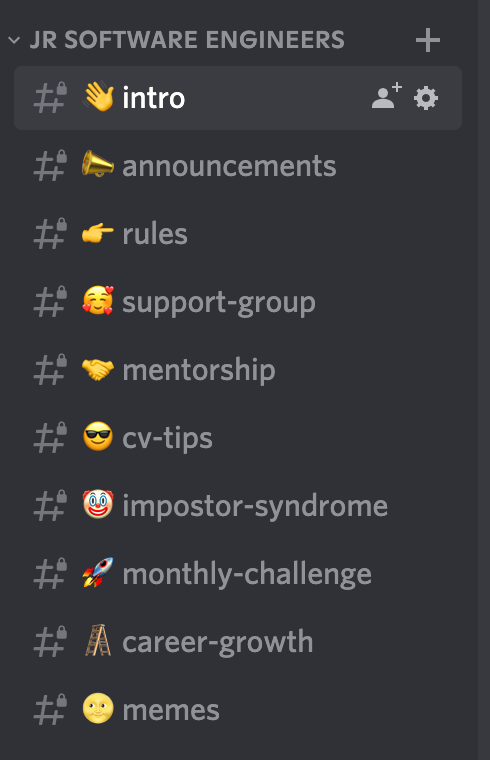 JR SOFTWARE ENGINEERS
# 👋 intro
# 📣 announcements
# 👉 rules
# 🥰 support-group
# 🤝 mentorship
# 😎 cv-tips
# 🤡 impostor-syndrome
# 🚀 monthly-challenge
# 🪜 career-growth
# 🌝 memes